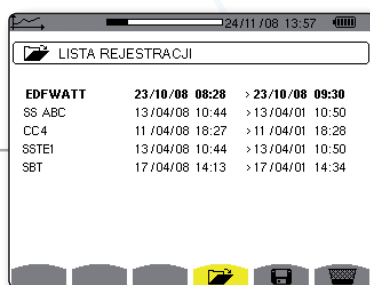 24/11/08 13:57
LISTA REJESTRACJI
EDFWATT 23/10/08 08:28 > 23/10/08 09:30
SS ABC 13/04/08 10:44 > 13/04/01 10:50
CC4 11/04/08 18:27 > 11/04/01 18:28
SSTE1 13/04/08 10:44 > 13/04/01 10:50
SBT 17/04/08 14:13 > 17/04/01 14:34